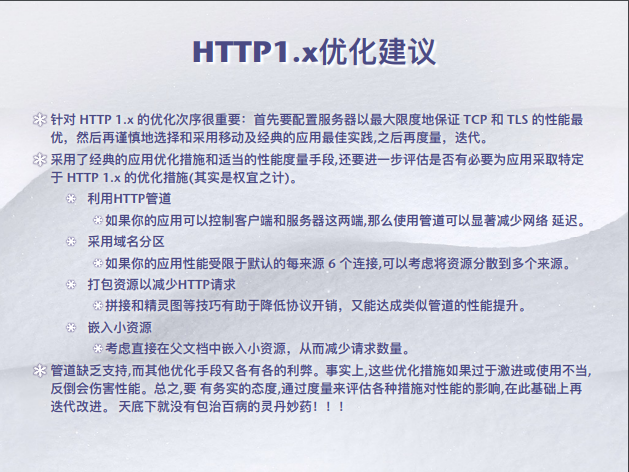 HTTP1.x优化建议
针对 HTTP 1.x 的优化次序很重要：首先要配置服务器以最大限度地保证 TCP 和 TLS 的性能最
优，然后再谨慎地选择和采用移动及经典的应用最佳实践,之后再度量，迭代。
采用了经典的应用优化措施和适当的性能度量手段,还要进一步评估是否有必要为应用采取特定
于 HTTP 1.x 的优化措施(其实是权宜之计)。
利用HTTP管道
如果你的应用可以控制客户端和服务器这两端,那么使用管道可以显著减少网络 延迟。
采用域名分区
如果你的应用性能受限于默认的每来源 6 个连接,可以考虑将资源分散到多个来源。
打包资源以减少HTTP请求
拼接和精灵图等技巧有助于降低协议开销，又能达成类似管道的性能提升。
嵌入小资源
考虑直接在父文档中嵌入小资源，从而减少请求数量。
管道缺乏支持,而其他优化手段又各有各的利弊。事实上,这些优化措施如果过于激进或使用不当,
反倒会伤害性能。总之,要 有务实的态度,通过度量来评估各种措施对性能的影响,在此基础上再
迭代改进。 天底下就没有包治百病的灵丹妙药！！！